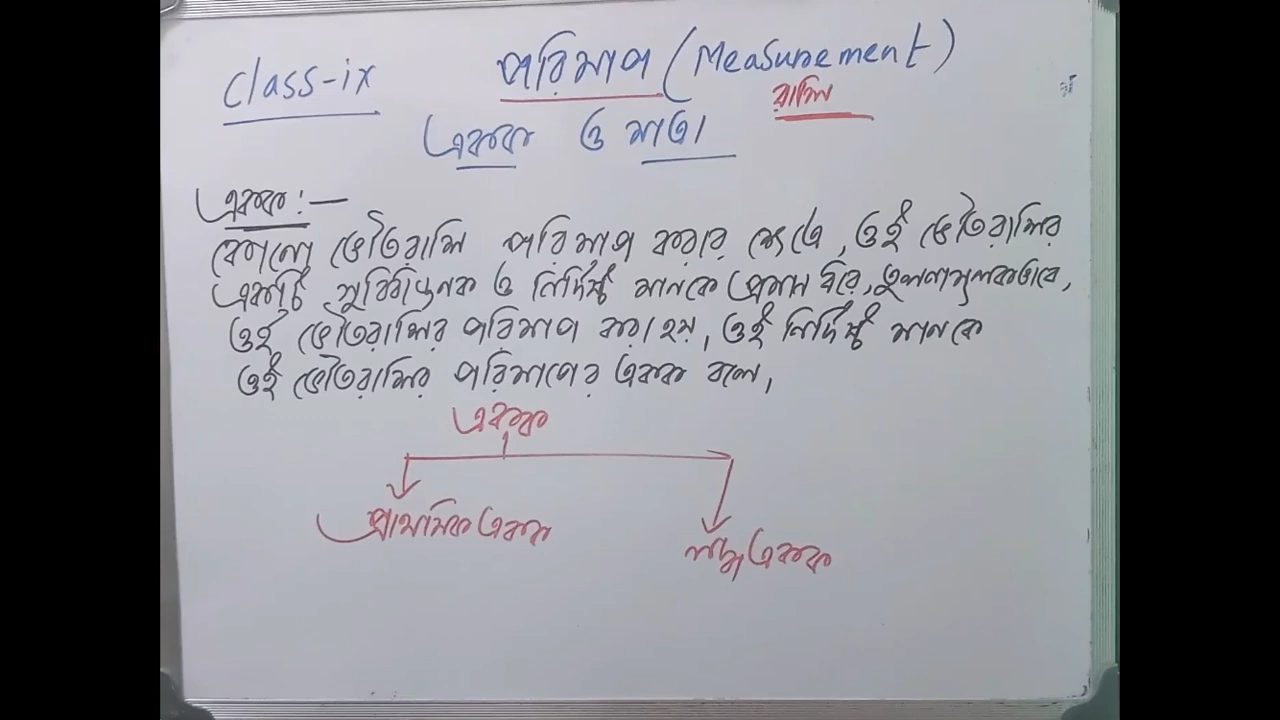 Class-ix পরিমাপ (Measurement)
রাশি
একক ও মাত্রা
একক :—
কোনো ভৌতরাশি পরিমাপ করার ক্ষেত্রে, ঐই ভৌতরাশির
একটি সুবিধাজনক ও নির্দিষ্ট মানকে প্রমাণ ধরে, তুলনামূলকভাবে,
ওই ভৌতরাশির পরিমাপ করা হয়, ওই নির্দিষ্ট মানকে
ওই ভৌতরাশির পরিমাপের একক বলে,
একক
প্রাথমিক একক
লব্ধ একক